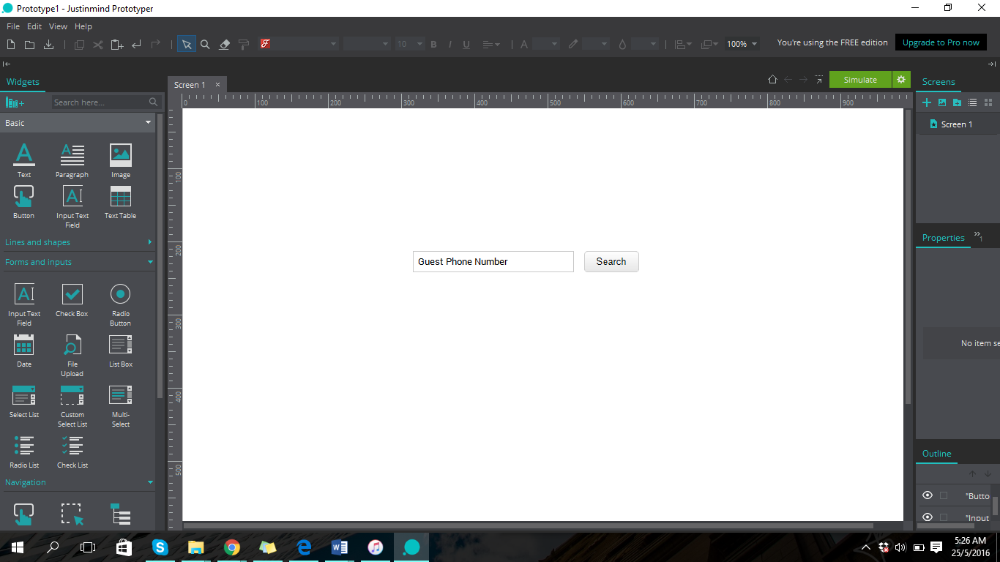 Prototype1 - Justinmind Prototyper
File Edit View Help
10 B I U A 100% You're using the FREE edition Upgrade to Pro now
Widgets
Screen 1
Simulate
Screens
Search here...
0 100 200 300 400 500 600 700 800 900
Basic
Screen 1
Text Paragraph Image
100
Button Input Text Field Text Table
Lines and shapes
Properties
1
200
Forms and inputs
Guest Phone Number Search
Input Text Field Check Box Radio Button
300
No item se
Date File Upload List Box
400
Select List Custom Select List Multi-Select
Radio List Check List
Outline
500
Navigation
"Butto
"Input
5:26 AM
25/5/2016